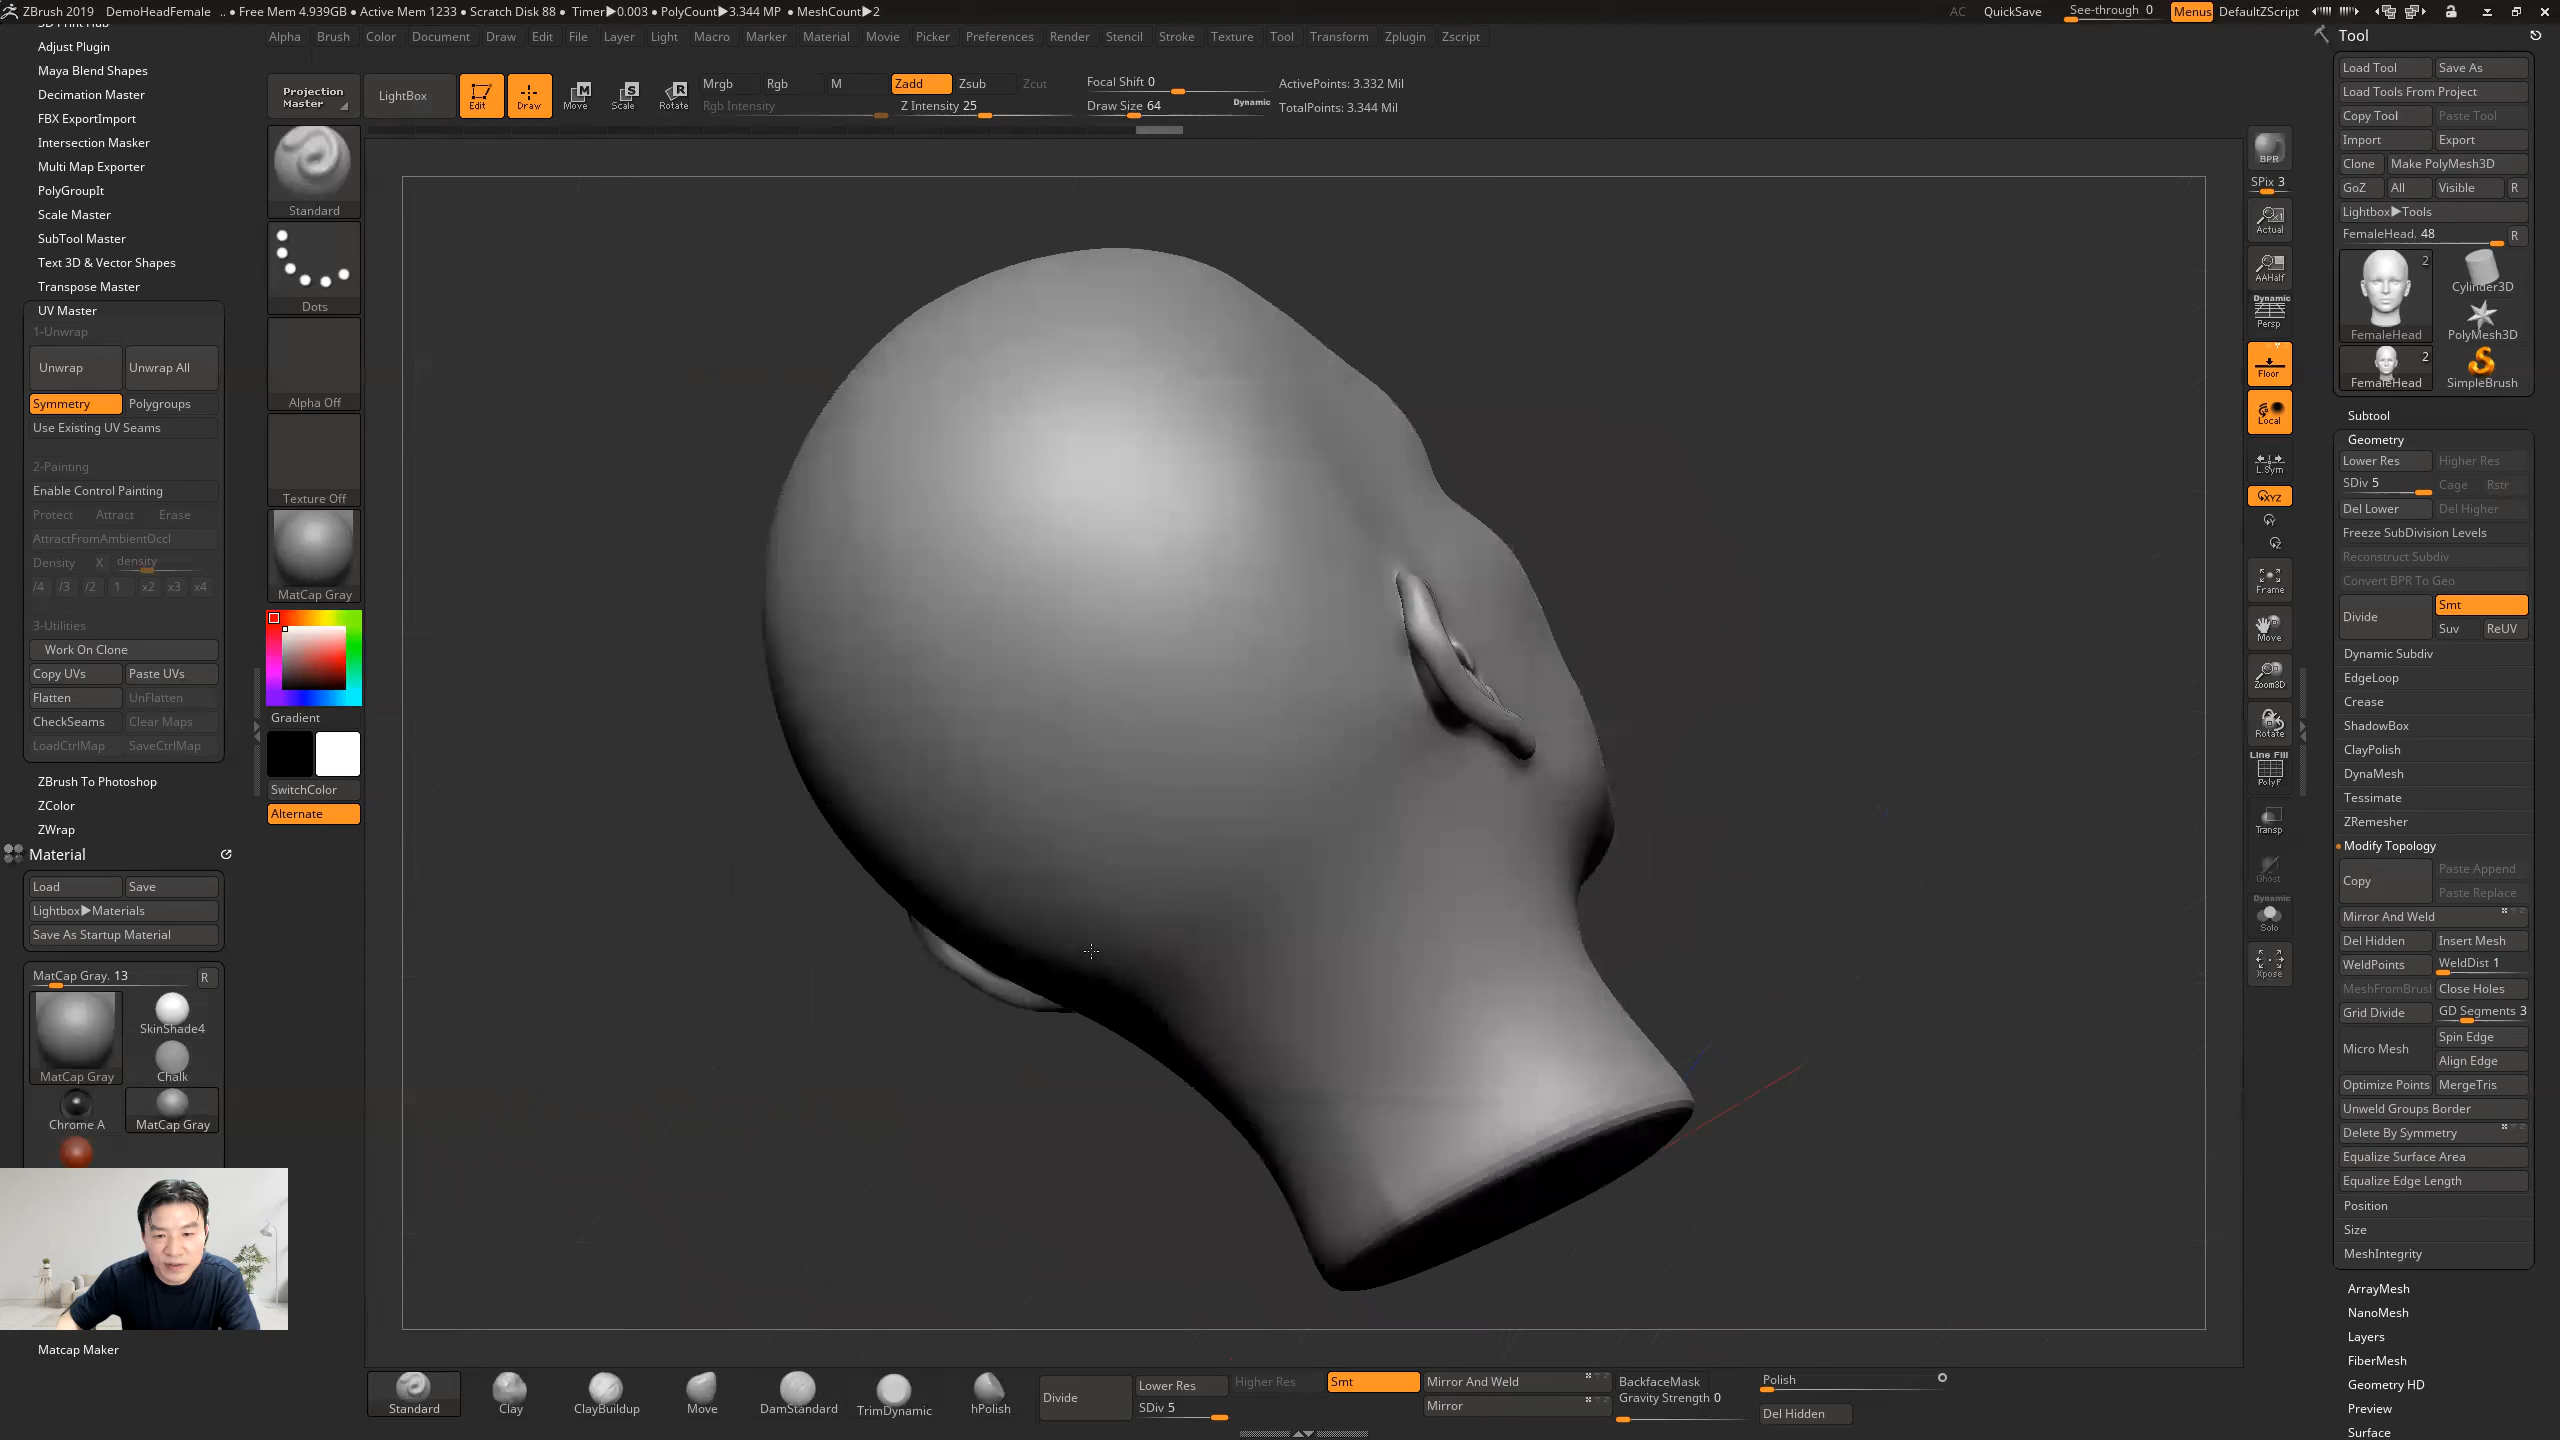 ZBrush 2019 DemoHeadFemale .. • Free Mem 4.939GB • Active Mem 1233 • Scratch Disk 88 • Timer▶0.003 • PolyCount▶3.344 MP • MeshCount▶2
AC QuickSave See-through 0 Menus DefaultZScript
Alpha Brush Color Document Draw Edit File Layer Light Macro Marker Material Movie Picker Preferences Render Stencil Stroke Texture Tool Transform Zplugin Zscript
Adjust Plugin
Maya Blend Shapes
Decimation Master
FBX ExportImport
Intersection Masker
Multi Map Exporter
PolyGroupIt
Scale Master
SubTool Master
Text 3D & Vector Shapes
Transpose Master
UV Master
1-Unwrap
Unwrap Unwrap All
Symmetry Polygroups
Use Existing UV Seams
2-Painting
Enable Control Painting
Protect Attract Erase
AttractFromAmbientOccl
Density X density
/4 /3 /2 1 x2 x3 x4
3-Utilities
Work On Clone
Copy UVs Paste UVs
Flatten UnFlatten
CheckSeams Clear Maps
LoadCtrlMap SaveCtrlMap
ZBrush To Photoshop
ZColor
ZWrap
Material
Load Save
Lightbox▶Materials
Save As Startup Material
MatCap Gray. 13 R
SkinShade4
MatCap Gray Chalk
Chrome A MatCap Gray
Matcap Maker
Projection
Master
LightBox
Edit Draw Move Scale Rotate
M S R
Mrgb Rgb M
Rgb Intensity
Zadd Zsub Zcut
Z Intensity 25
Focal Shift 0
Draw Size 64 Dynamic
ActivePoints: 3.332 Mil
TotalPoints: 3.344 Mil
Standard
Dots
Alpha Off
Texture Off
MatCap Gray
Gradient
SwitchColor
Alternate
BPR
SPix 3
Actual
AAHalf
Dynamic
Persp
Floor
Local
L.Sym
XYZ
Frame
Move
Zoom3D
Rotate
Line Fill
PolyF
Transp
Ghost
Dynamic
Solo
Xpose
Tool
Load Tool Save As
Load Tools From Project
Copy Tool Paste Tool
Import Export
Clone Make PolyMesh3D
GoZ All Visible R
Lightbox▶Tools
FemaleHead. 48 R
2
Cylinder3D
FemaleHead PolyMesh3D
2
FemaleHead SimpleBrush
Subtool
Geometry
Lower Res Higher Res
SDiv 5 Cage Rstr
Del Lower Del Higher
Freeze SubDivision Levels
Reconstruct Subdiv
Convert BPR To Geo
Divide Smt
Suv ReUV
Dynamic Subdiv
EdgeLoop
Crease
ShadowBox
ClayPolish
DynaMesh
Tessimate
ZRemesher
Modify Topology
Copy Paste Append
Paste Replace
Mirror And Weld
Del Hidden Insert Mesh
WeldPoints WeldDist 1
MeshFromBrush Close Holes
Grid Divide GD Segments 3
Micro Mesh Spin Edge
Align Edge
Optimize Points MergeTris
Unweld Groups Border
Delete By Symmetry
Equalize Surface Area
Equalize Edge Length
Position
Size
MeshIntegrity
ArrayMesh
NanoMesh
Layers
FiberMesh
Geometry HD
Preview
Surface
Standard Clay ClayBuildup Move DamStandard TrimDynamic hPolish
Divide
Lower Res Higher Res
SDiv 5
Smt
Mirror And Weld
Mirror
BackfaceMask
Gravity Strength 0
Polish
Del Hidden